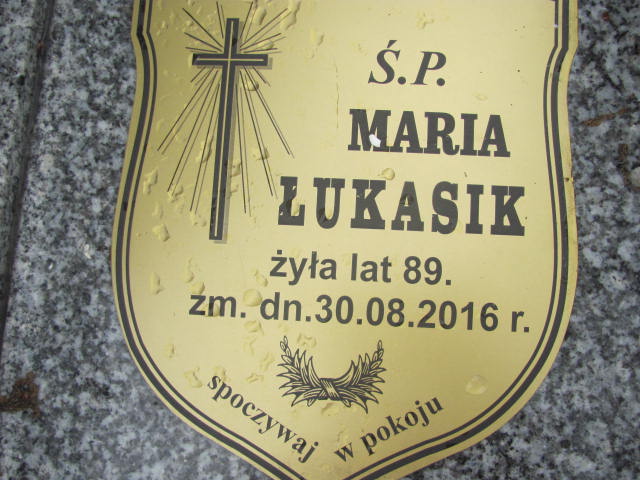 Ś.P.
MARIA
ŁUKASIK
żyła lat 89.
zm. dn.30.08.2016 r.
spoczywaj w pokoju